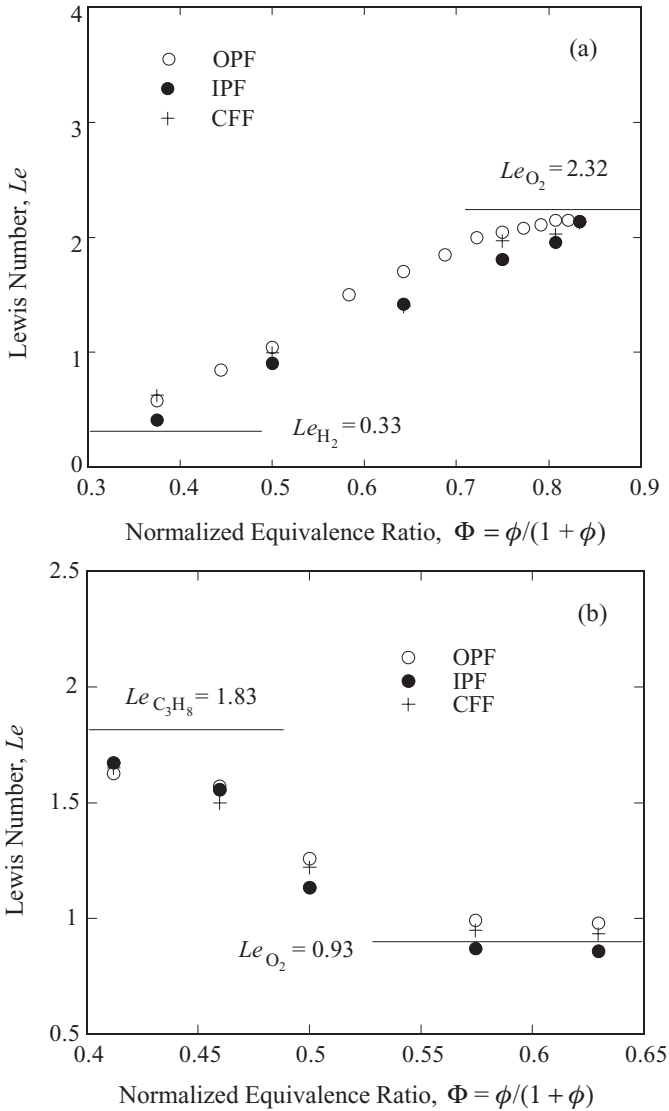 (a)
OPF
IPF
CFF
Le_O₂ = 2.32
Le_H₂ = 0.33
4
3
2
1
0
Lewis Number, Le
0.3 0.4 0.5 0.6 0.7 0.8 0.9
Normalized Equivalence Ratio, Φ = ϕ/(1 + ϕ)
(b)
OPF
IPF
CFF
Le_C₃H₈ = 1.83
Le_O₂ = 0.93
2.5
2
1.5
1
0.5
Lewis Number, Le
0.4 0.45 0.5 0.55 0.6 0.65
Normalized Equivalence Ratio, Φ = ϕ/(1 + ϕ)